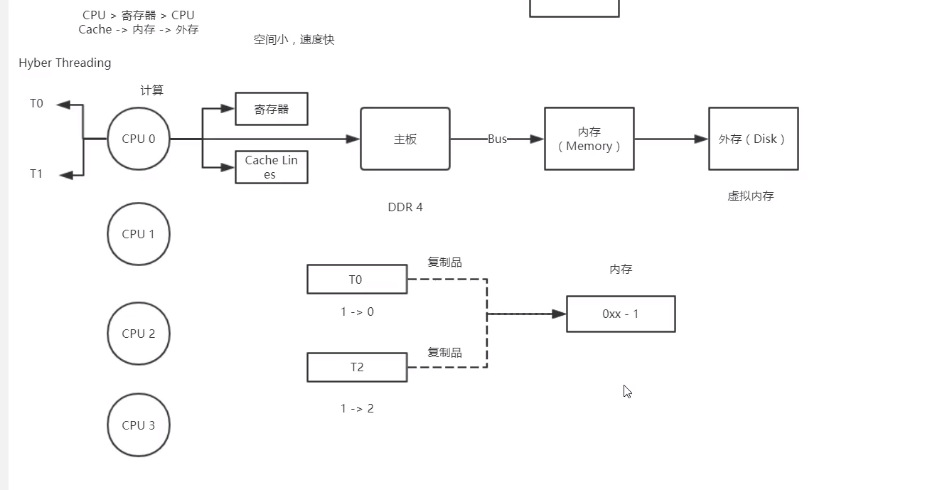 CPU > 寄存器 > CPU
Cache -> 内存 -> 外存
空间小，速度快
Hyber Threading
T0
计算
CPU 0
寄存器
主板
Bus
内存
（Memory）
外存（Disk）
T1
Cache Lin
es
DDR 4
虚拟内存
CPU 1
复制品
内存
T0
1 -> 0
0xx - 1
CPU 2
复制品
T2
1 -> 2
CPU 3